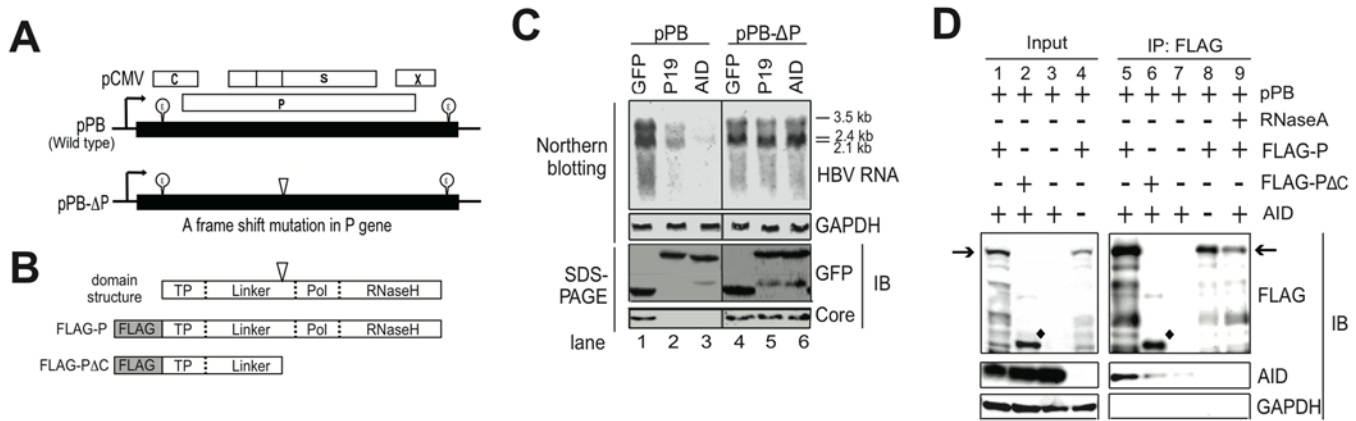 A
pCMV
C
S
X
P
ε
ε
pPB
(Wild type)
ε
ε
pPB-ΔP
A frame shift mutation in P gene
B
domain
structure
TP Linker Pol RNaseH
FLAG-P FLAG TP Linker Pol RNaseH
FLAG-PΔC FLAG TP Linker
C
pPB pPB-ΔP
GFP P19 AID GFP P19 AID
Northern
blotting
3.5 kb
2.4 kb
2.1 kb
HBV RNA
GAPDH
SDS-
PAGE
GFP
Core
IB
lane 1 2 3 4 5 6
D
Input IP: FLAG
1 2 3 4 5 6 7 8 9
+ + + + + + + + + pPB
- - - - - - - - + RNaseA
+ - - + + - - + + FLAG-P
- + - - - + - - - FLAG-PΔC
+ + + - + + + - + AID
FLAG
AID
GAPDH
IB